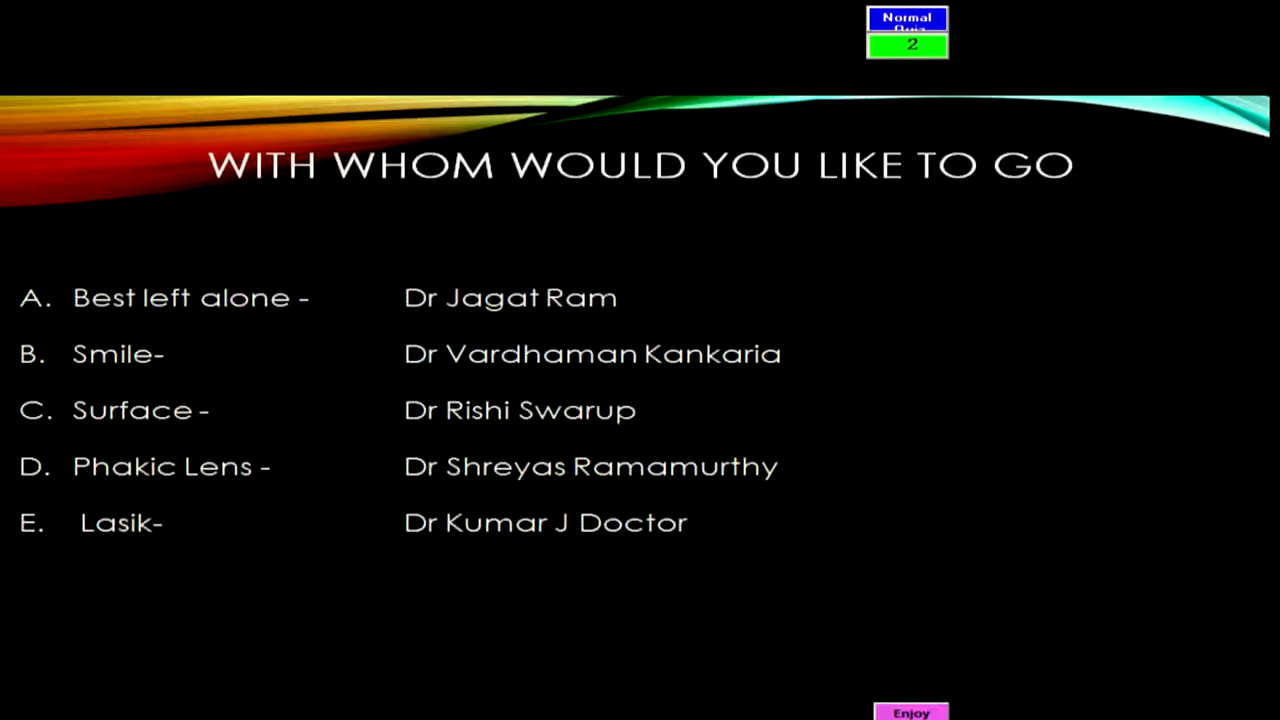 Normal
Quiz
2
WITH WHOM WOULD YOU LIKE TO GO
A. Best left alone - Dr Jagat Ram
B. Smile- Dr Vardhaman Kankaria
C. Surface - Dr Rishi Swarup
D. Phakic Lens - Dr Shreyas Ramamurthy
E. Lasik- Dr Kumar J Doctor
Enjoy